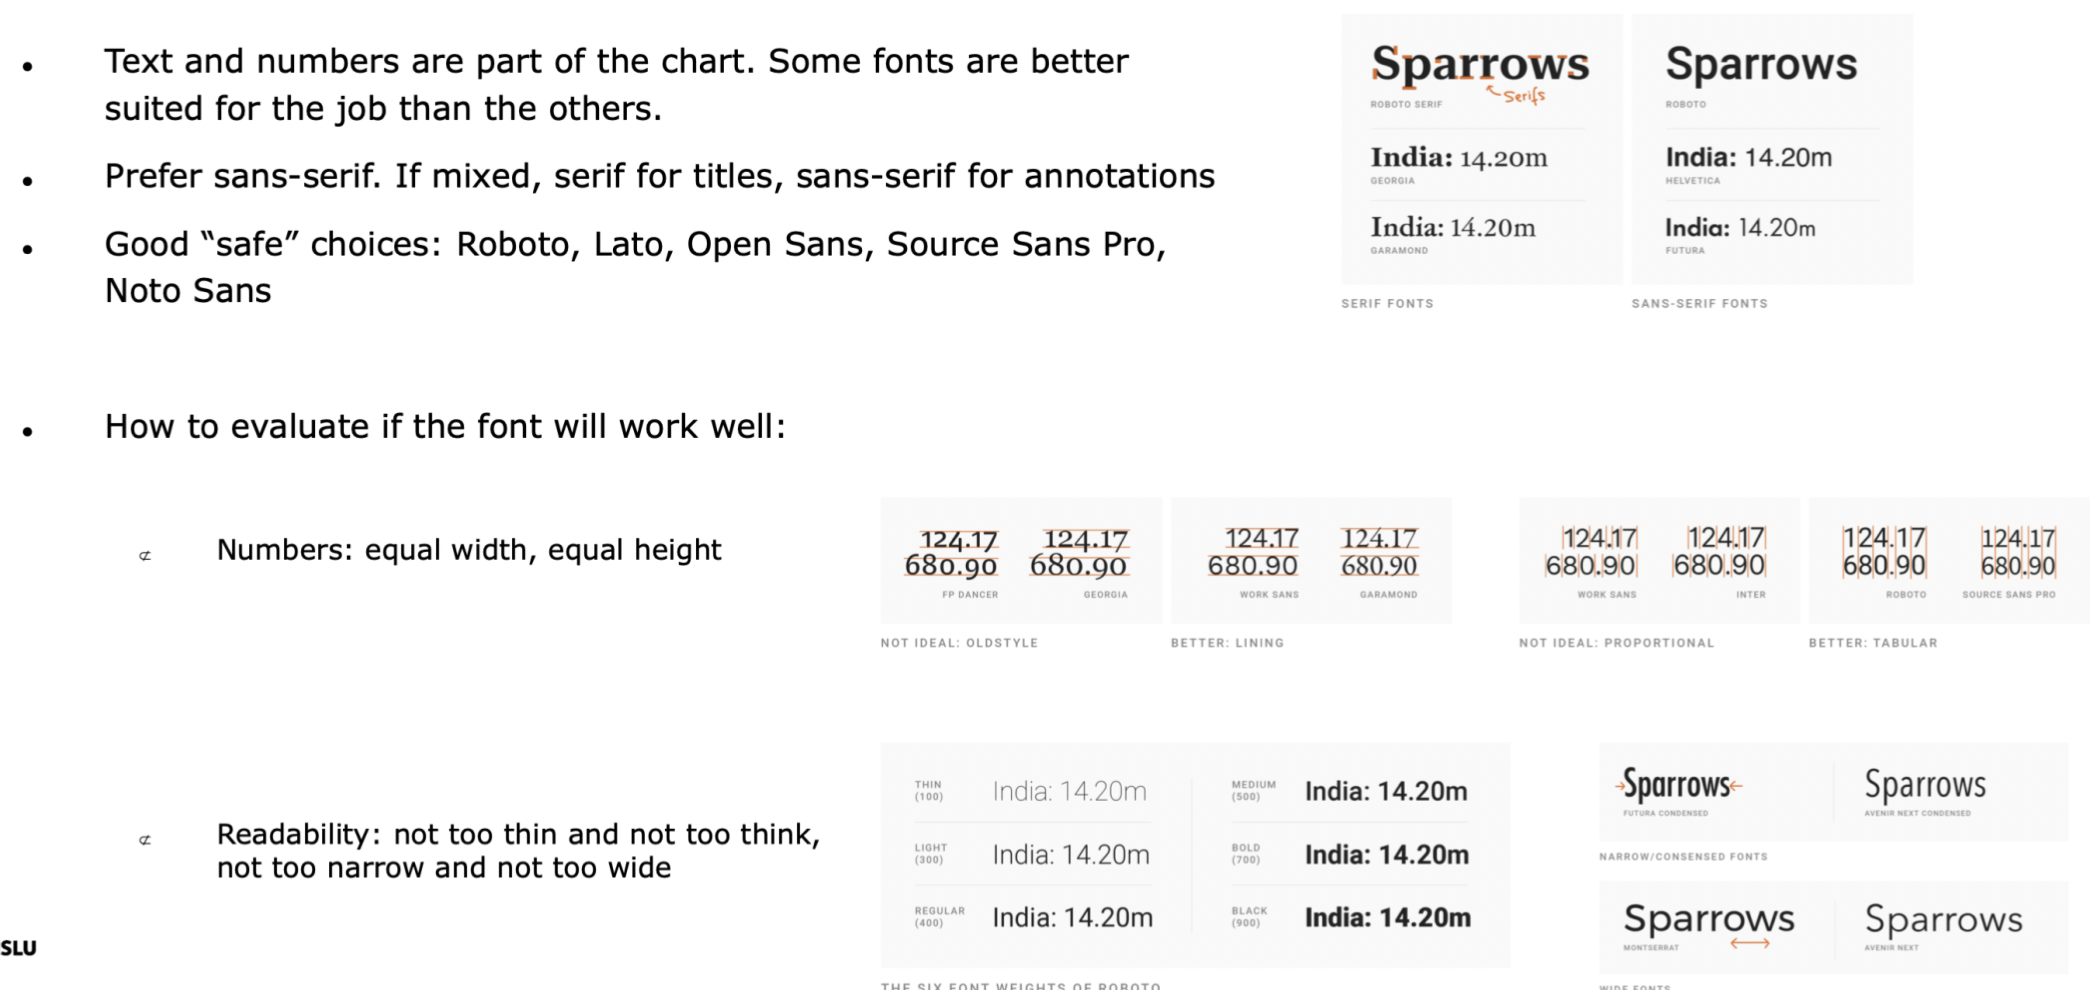 • Text and numbers are part of the chart. Some fonts are better
suited for the job than the others.
• Prefer sans-serif. If mixed, serif for titles, sans-serif for annotations
• Good “safe” choices: Roboto, Lato, Open Sans, Source Sans Pro,
Noto Sans
Sparrows
Serifs
ROBOTO SERIF
India: 14.20m
GEORGIA
India: 14.20m
GARAMOND
SERIF FONTS
Sparrows
ROBOTO
India: 14.20m
HELVETICA
India: 14.20m
FUTURA
SANS-SERIF FONTS
• How to evaluate if the font will work well:
⊄ Numbers: equal width, equal height
124.17
680.90
FP DANCER
124.17
680.90
GEORGIA
NOT IDEAL: OLDSTYLE
124.17
680.90
WORK SANS
124.17
680.90
GARAMOND
BETTER: LINING
124.17
680.90
WORK SANS
124.17
680.90
INTER
NOT IDEAL: PROPORTIONAL
124.17
680.90
ROBOTO
124.17
680.90
SOURCE SANS PRO
BETTER: TABULAR
⊄ Readability: not too thin and not too think,
not too narrow and not too wide
THIN
(100)
India: 14.20m
LIGHT
(300)
India: 14.20m
REGULAR
(400)
India: 14.20m
MEDIUM
(500)
India: 14.20m
BOLD
(700)
India: 14.20m
BLACK
(900)
India: 14.20m
THE SIX FONT WEIGHTS OF ROBOTO
Sparrows
FUTURA CONDENSED
Sparrows
AVENIR NEXT CONDENSED
NARROW/CONSENSED FONTS
Sparrows
MONTSERRAT
Sparrows
AVENIR NEXT
WIDE FONTS
SLU